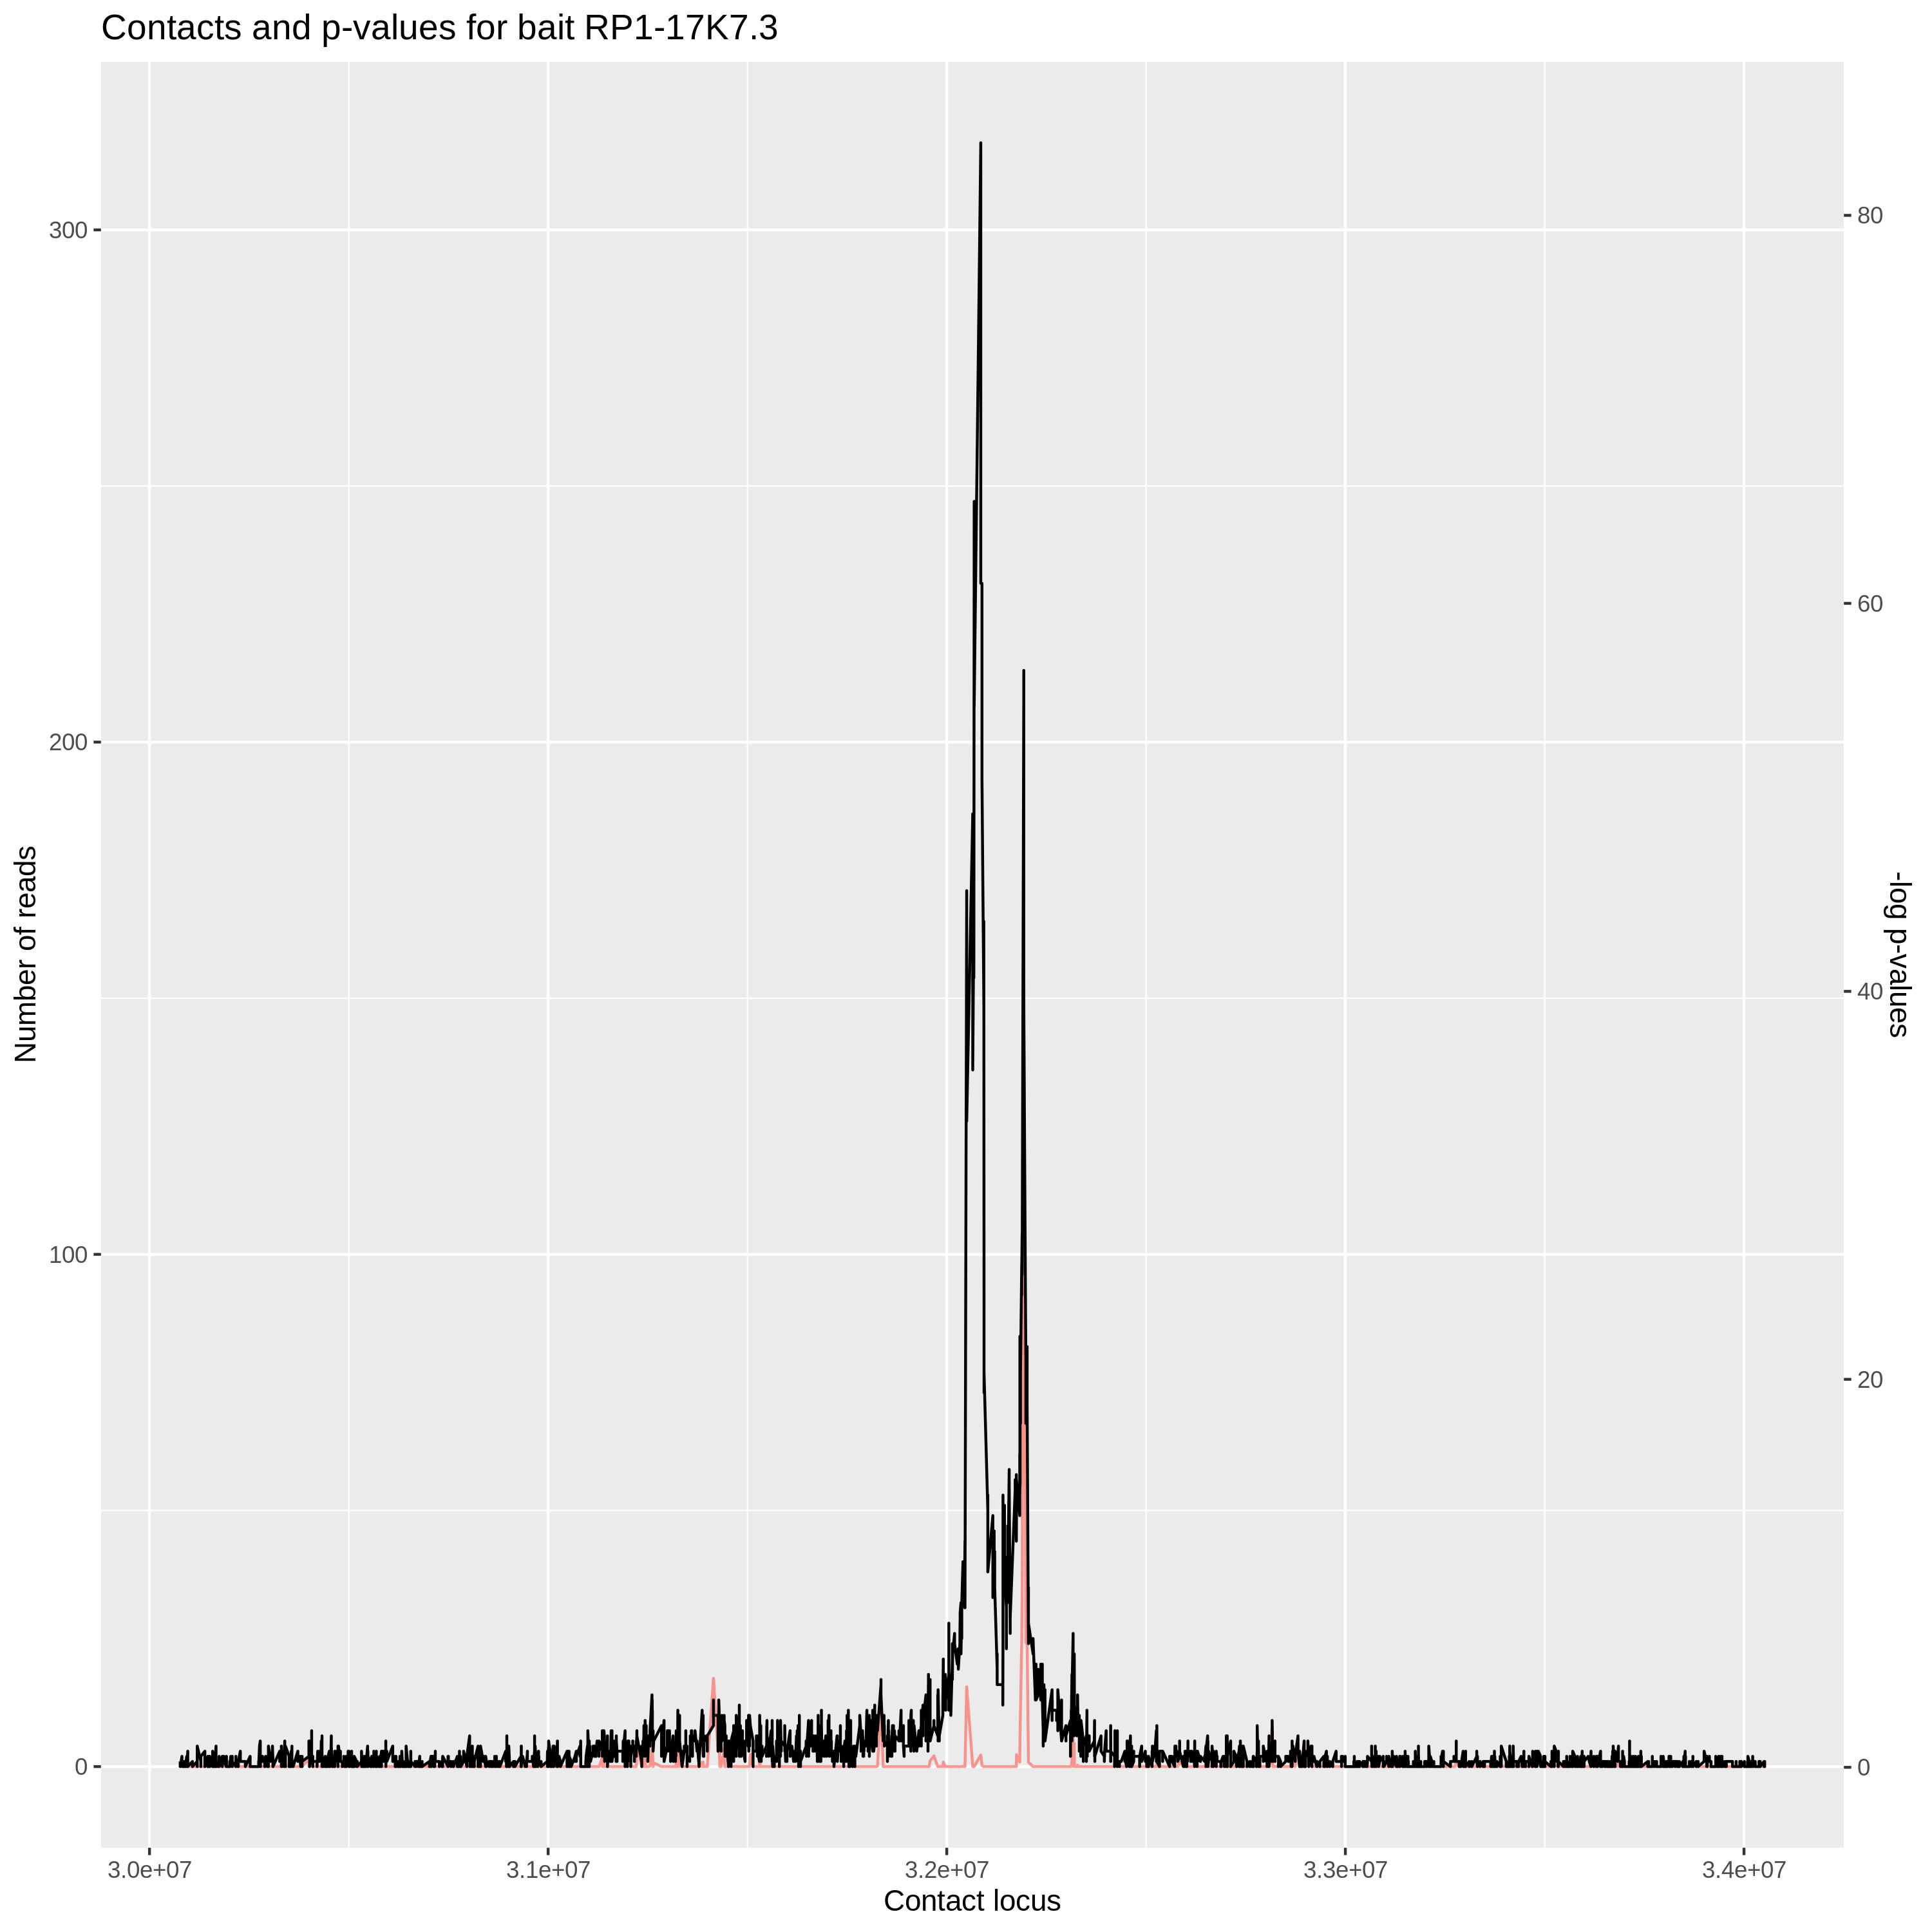 Contacts and p-values for bait RP1-17K7.3
300
200
100
0
Number of reads
80
60
40
20
0
-log p-values
3.0e+07
3.1e+07
3.2e+07
3.3e+07
3.4e+07
Contact locus